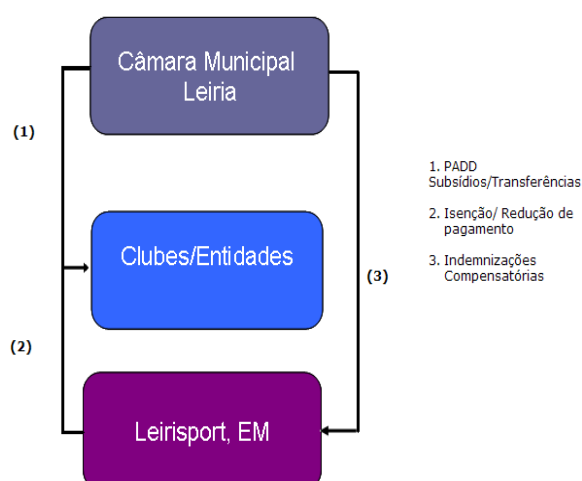 Câmara Municipal
Leiria
(1)
1. PADD
Subsídios/Transferências
2. Isenção/ Redução de
pagamento
Clubes/Entidades
3. Indemnizações
Compensatórias
(3)
(2)
Leirisport, EM